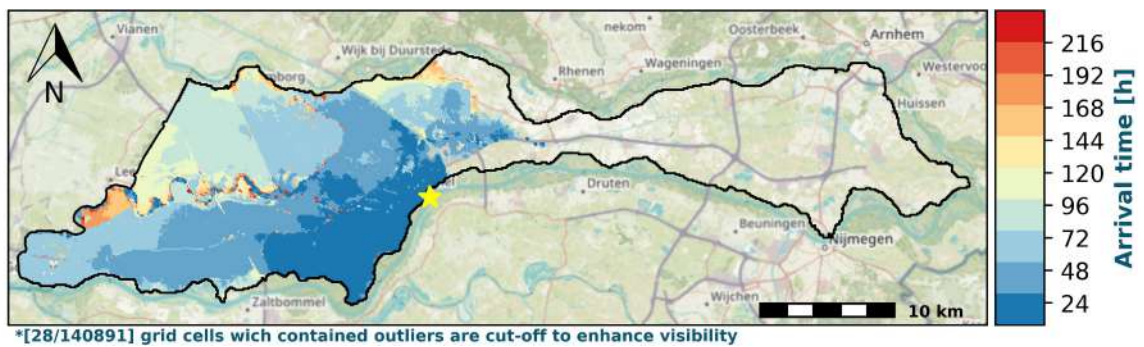 nekom
Vianen
Oosterbeek
Arnhem
Wijk bij Duurstede
Wageningen
Westervoo
Rhenen
N
Huissen
Druten
Beuningen
Nijmegen
Zaltbommel
Wijchen
10 km
216
192
168
144
120
96
72
48
24
Arrival time [h]
*[28/140891] grid cells wich contained outliers are cut-off to enhance visibility